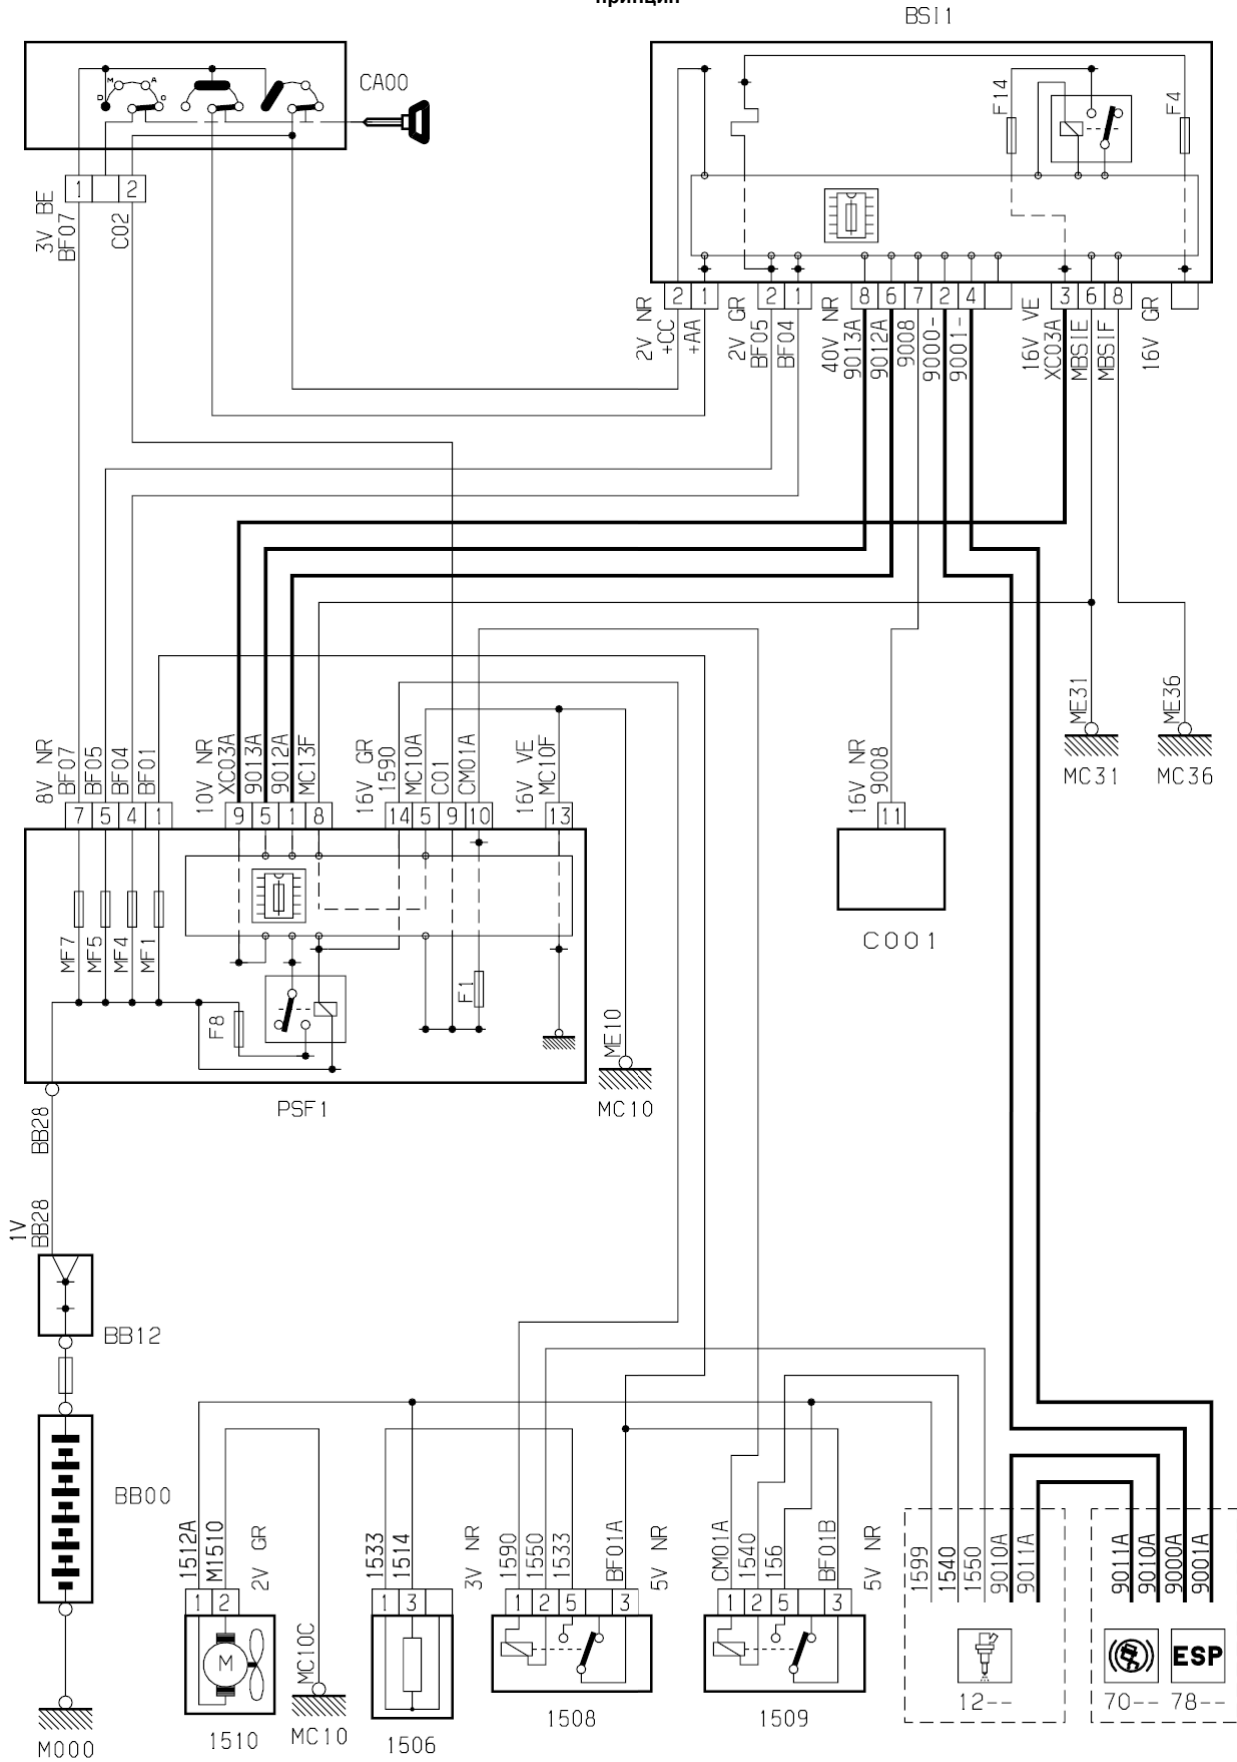 принцип
BSI1
CA00
M
A
D
F14
F4
1
2
3V BE
BF07
C02
2
1
2
1
8
6
7
2
4
3
6
8
2V NR
+CC
+AA
2V GR
BF05
BF04
40V NR
9013A
9012A
9008
9000-
9001-
16V VE
XC03A
MBSIE
MBSIF
16V GR
ME31
ME36
MC31
MC36
8V NR
BF07
BF05
BF04
BF01
10V NR
XC03A
9013A
9012A
MC13F
16V GR
1590
MC10A
C01
CM01A
16V VE
MC10F
16V NR
9008
7
5
4
1
9
5
1
8
14
5
9
10
13
11
C001
MF7
MF5
MF4
MF1
F8
F1
ME10
PSF1
MC10
BB28
1V
BB28
BB12
BB00
M000
1512A
M1510
2V GR
1533
1514
3V NR
1590
1550
1533
BF01A
5V NR
CM01A
1540
156
BF01B
5V NR
1599
1540
1550
9010A
9011A
9011A
9010A
9000A
9001A
1
2
1
3
1
2
5
3
1
2
5
3
M
MC10C
ESP
12--
70--
78--
1510
MC10
1506
1508
1509